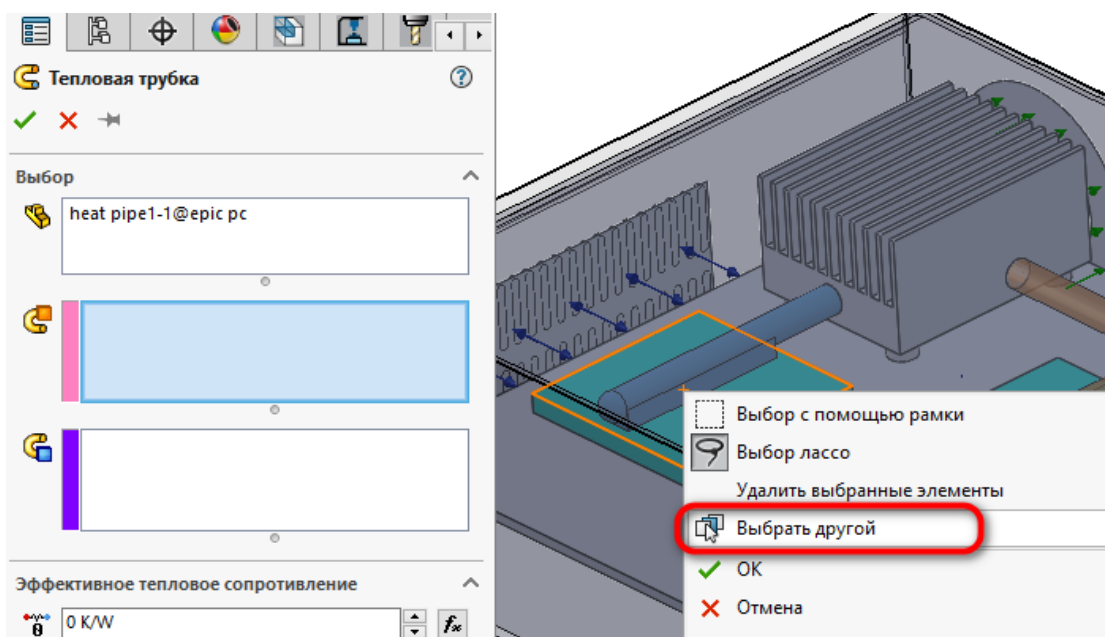 Тепловая трубка
Выбор
heat pipe1-1@epic pc
Эффективное тепловое сопротивление
0 K/W
Выбор с помощью рамки
Выбор лассо
Удалить выбранные элементы
Выбрать другой
OK
Отмена